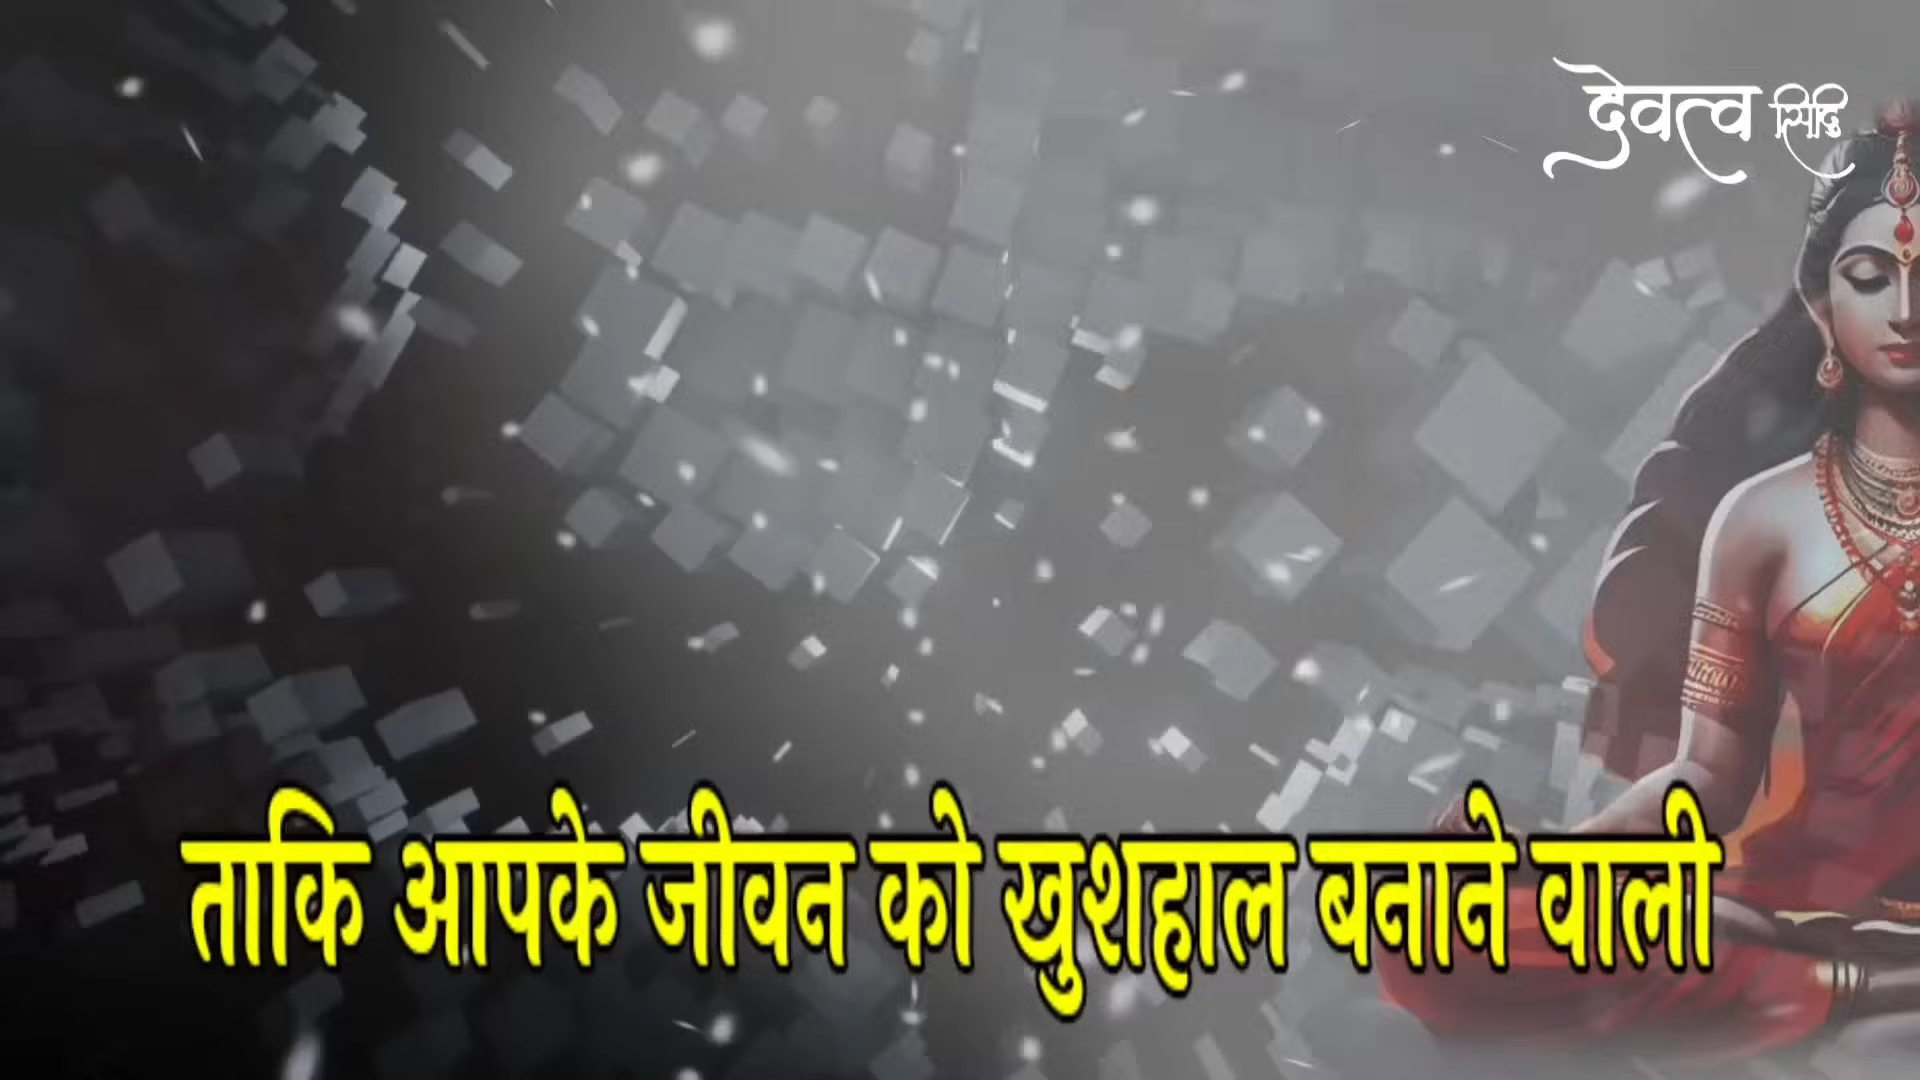 देवत्व सिद्धि
ताकि आपके जीवन को खुशहाल बनाने वाली